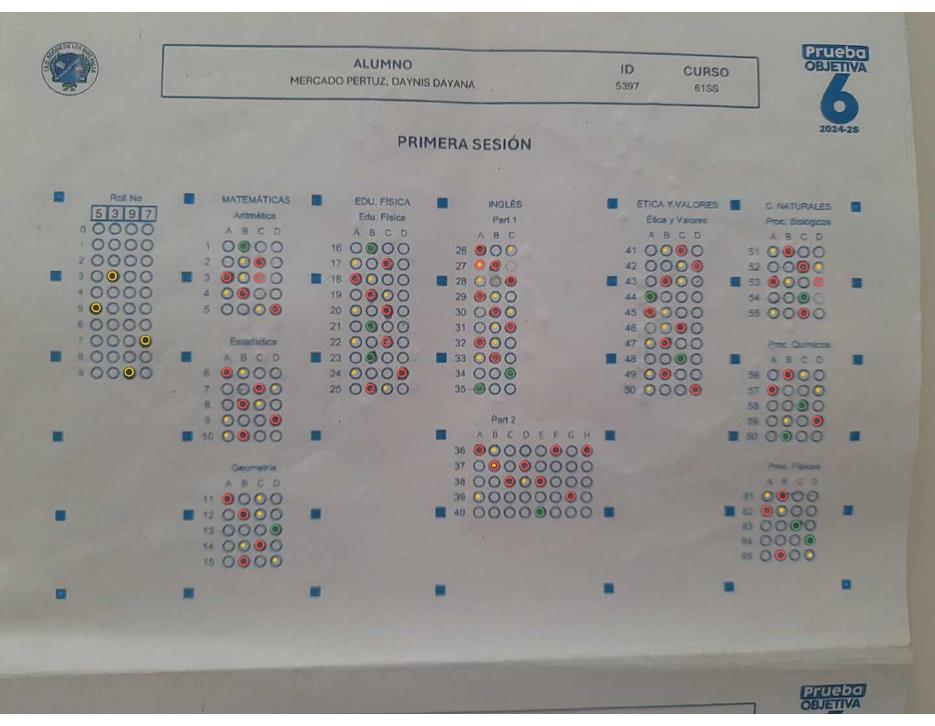 Prueba
OBJETIVA
6
2024-2S
ALUMNO
MERCADO PERTUZ, DAYNIS DAYANA
ID
5397
CURSO
61SS
PRIMERA SESIÓN
Roll No
5 3 9 7
0
1
2
3
4
5
6
7
8
9
MATEMÁTICAS
Aritmética
A B C D
1
2
3
4
5
Estadística
A B C D
6
7
8
9
10
Geometría
A B C D
11
12
13
14
15
EDU. FÍSICA
Edu. Física
A B C D
16
17
18
19
20
21
22
23
24
25
INGLÉS
Part 1
A B C
26
27
28
29
30
31
32
33
34
35
Part 2
A B C D E F G H
36
37
38
39
40
ÉTICA Y VALORES
Ética y Valores
A B C D
41
42
43
44
45
46
47
48
49
50
C. NATURALES
Proc. Biológicos
A B C D
51
52
53
54
55
Proc. Químicos
A B C D
56
57
58
59
60
Proc. Físicos
A B C D
61
62
63
64
65
Prueba
OBJETIVA